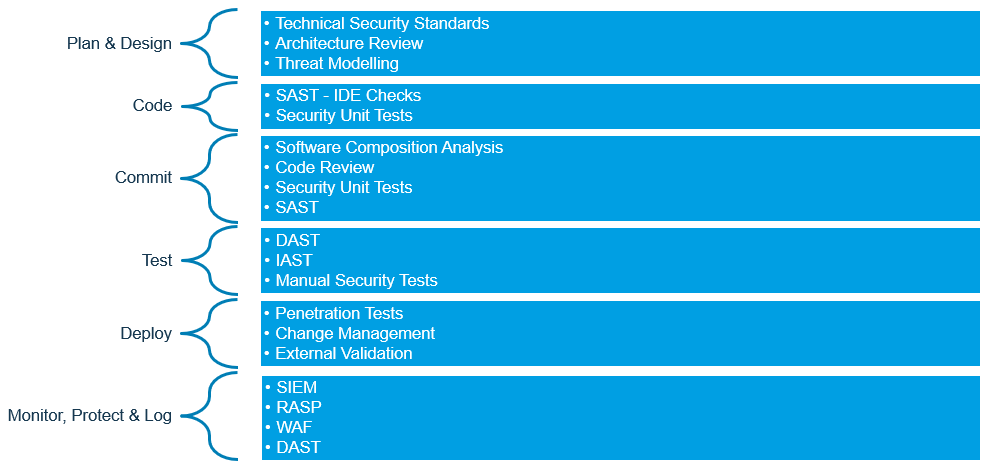 Plan & Design
• Technical Security Standards
• Architecture Review
• Threat Modelling
Code
• SAST - IDE Checks
• Security Unit Tests
Commit
• Software Composition Analysis
• Code Review
• Security Unit Tests
• SAST
Test
• DAST
• IAST
• Manual Security Tests
Deploy
• Penetration Tests
• Change Management
• External Validation
Monitor, Protect & Log
• SIEM
• RASP
• WAF
• DAST